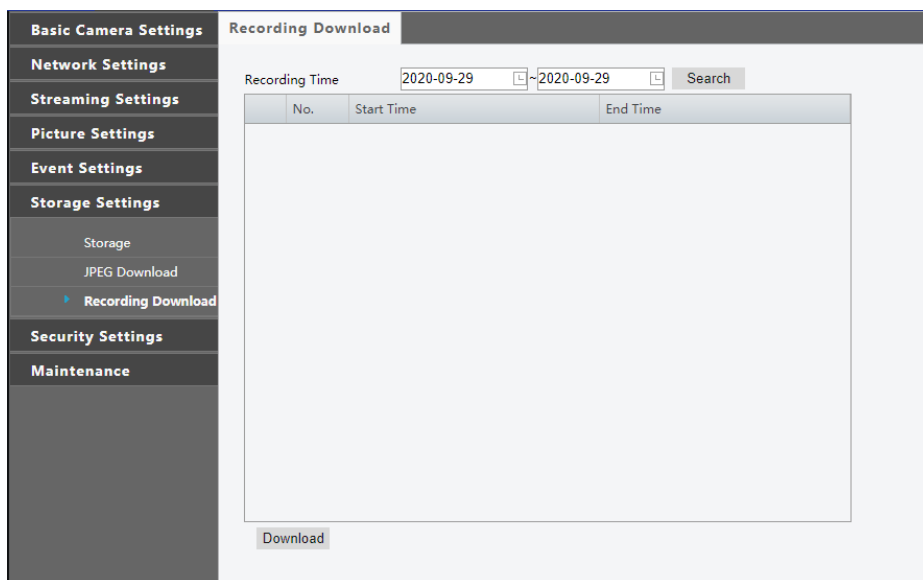 Basic Camera Settings
Network Settings
Streaming Settings
Picture Settings
Event Settings
Storage Settings
Storage
JPEG Download
Recording Download
Security Settings
Maintenance
Recording Download
Recording Time 2020-09-29 ~ 2020-09-29 Search
No. Start Time End Time
Download